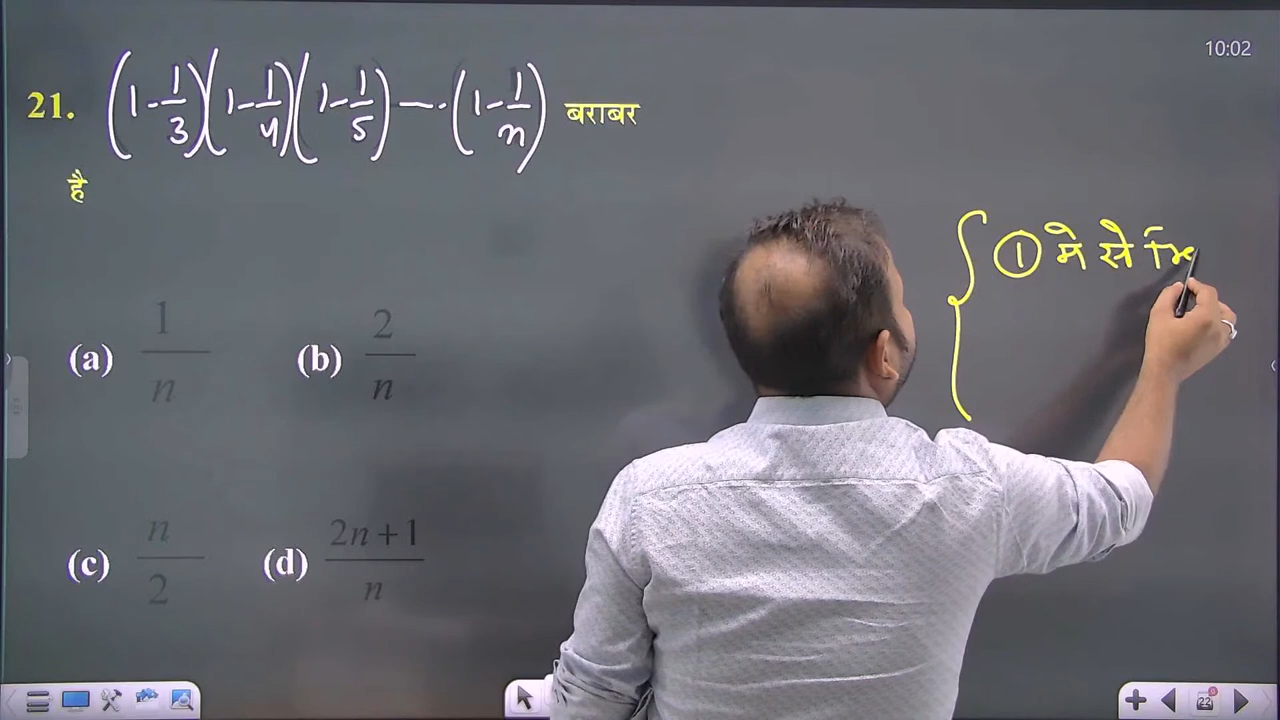 10:02
21. (1-1/3)(1-1/4)(1-1/5)-----(1-1/n) बराबर
है
① में से
(a) 1/n (b) 2/n
(c) n/2 (d) 2n+1/n
22